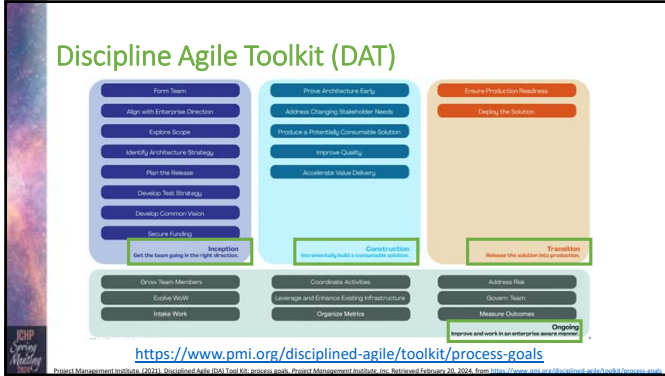 Discipline Agile Toolkit (DAT)
Form Team
Align with Enterprise Direction
Explore Scope
Identify Architecture Strategy
Plan the Release
Develop Test Strategy
Develop Common Vision
Secure Funding
Inception
Get the team going in the right direction.
Prove Architecture Early
Address Changing Stakeholder Needs
Produce a Potentially Consumable Solution
Improve Quality
Accelerate Value Delivery
Construction
Incrementally build a consumable solution.
Ensure Production Readiness
Deploy the Solution
Transition
Release the solution into production.
Grow Team Members
Evolve WoW
Intake Work
Coordinate Activities
Leverage and Enhance Existing Infrastructure
Organize Metrics
Address Risk
Govern Team
Measure Outcomes
Ongoing
Improve and work in an enterprise aware manner.
https://www.pmi.org/disciplined-agile/toolkit/process-goals
Project Management Institute. (2021). Disciplined Agile (DA) Tool Kit: process goals. Project Management Institute, Inc. Retrieved February 20, 2024, from https://www.pmi.org/disciplined-agile/toolkit/process-goals
ICHP
Spring
Meeting
2024